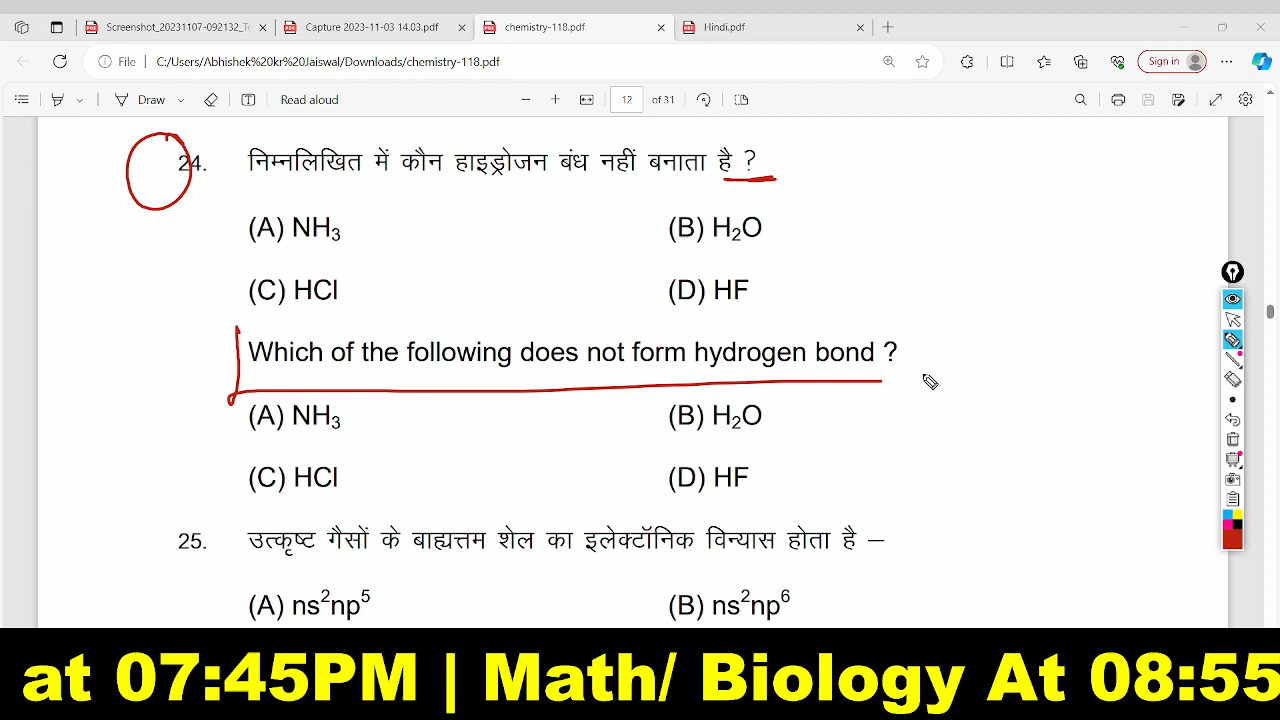 Screenshot_20231107-092132_Te
Capture 2023-11-03 14.03.pdf
chemistry-118.pdf
Hindi.pdf
File C:/Users/Abhishek%20kr%20Jaiswal/Downloads/chemistry-118.pdf
Sign in
Draw
Read aloud
12 of 31
24. निम्नलिखित में कौन हाइड्रोजन बंध नहीं बनाता है ?
(A) NH₃ (B) H₂O
(C) HCl (D) HF
Which of the following does not form hydrogen bond ?
(A) NH₃ (B) H₂O
(C) HCl (D) HF
25. उत्कृष्ट गैसों के बाह्यत्तम शेल का इलेक्टॉनिक विन्यास होता है –
(A) ns²np⁵ (B) ns²np⁶
at 07:45PM | Math/ Biology At 08:55